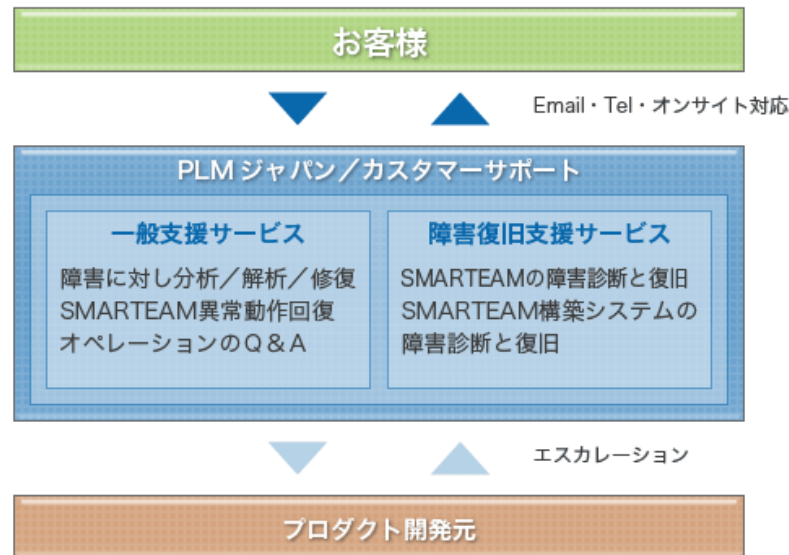 お客様
Email・Tel・オンサイト対応
PLMジャパン／カスタマーサポート
一般支援サービス
障害に対し分析／解析／修復
SMARTEAM異常動作回復
オペレーションのQ＆A
障害復旧支援サービス
SMARTEAMの障害診断と復旧
SMARTEAM構築システムの
障害診断と復旧
エスカレーション
プロダクト開発元